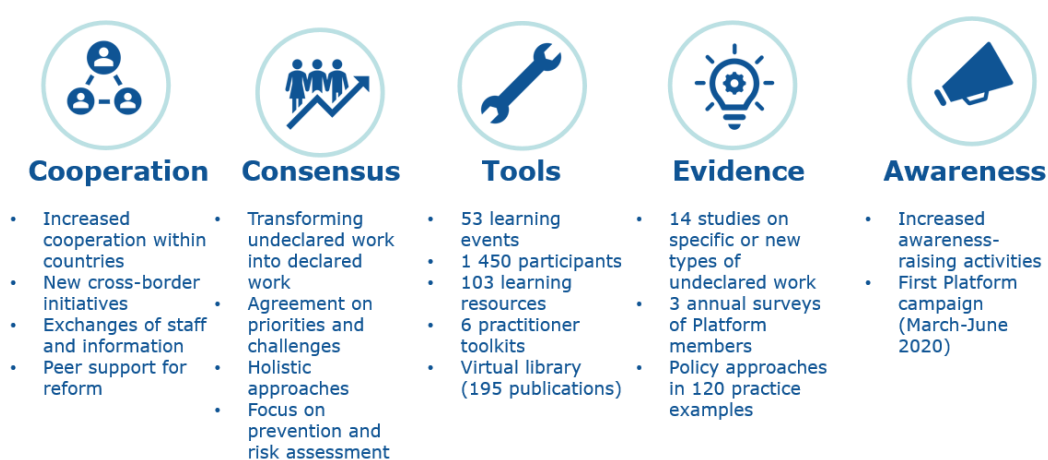 Cooperation
• Increased
cooperation within
countries
• New cross-border
initiatives
• Exchanges of staff
and information
• Peer support for
reform
Consensus
• Transforming
undeclared work
into declared
work
• Agreement on
priorities and
challenges
• Holistic
approaches
• Focus on
prevention and
risk assessment
Tools
• 53 learning
events
• 1 450 participants
• 103 learning
resources
• 6 practitioner
toolkits
• Virtual library
(195 publications)
Evidence
• 14 studies on
specific or new
types of
undeclared work
• 3 annual surveys
of Platform
members
• Policy approaches
in 120 practice
examples
Awareness
• Increased
awareness-
raising activities
• First Platform
campaign
(March-June
2020)